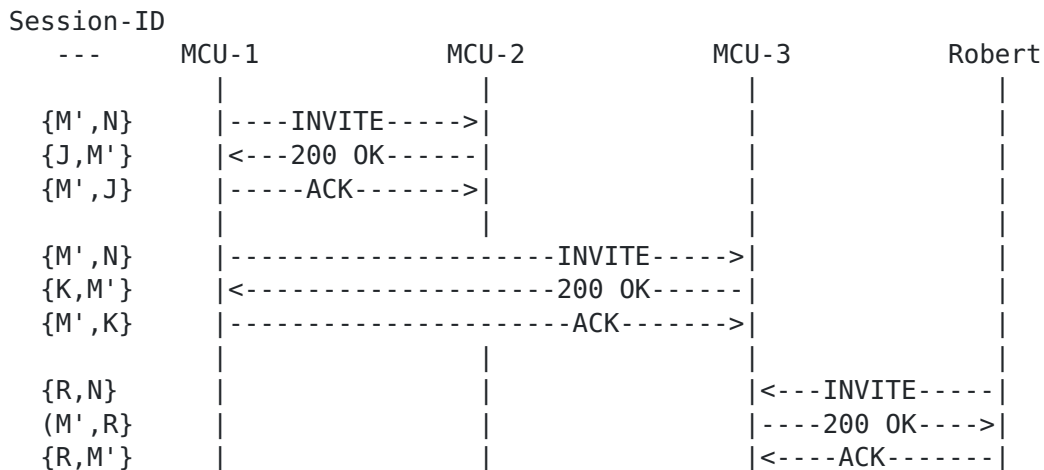 Session-ID
   ---     MCU-1           MCU-2           MCU-3          Robert
             |               |               |              |
  {M',N}     |----INVITE----->|               |              |
  {J,M'}     |<---200 OK------|               |              |
  {M',J}     |-----ACK------->|               |              |
             |               |               |              |
  {M',N}     |--------------------INVITE----->|              |
  {K,M'}     |<-------------------200 OK------|              |
  {M',K}     |---------------------ACK------->|              |
             |               |               |              |
  {R,N}      |               |               |<---INVITE-----|
  (M',R}     |               |               |----200 OK---->|
  {R,M'}     |               |               |<----ACK-------|